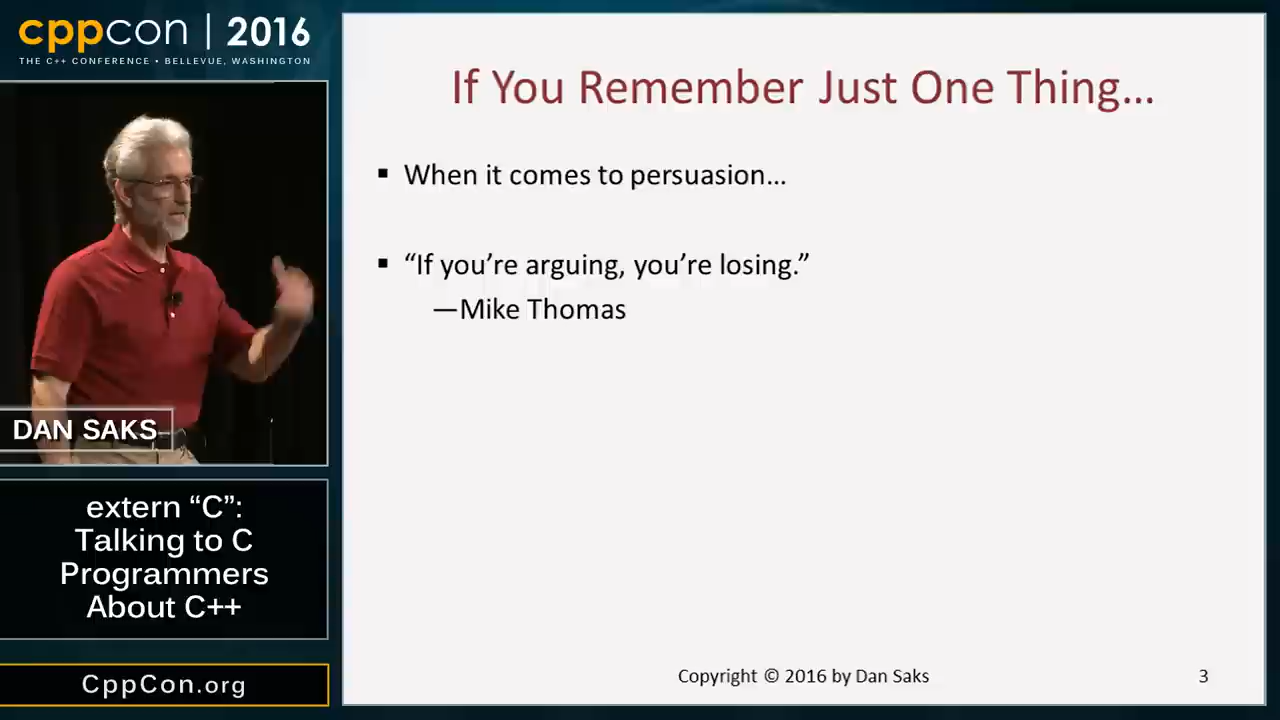 cppcon | 2016
THE C++ CONFERENCE • BELLEVUE, WASHINGTON
DAN SAKS
extern “C”:
Talking to C
Programmers
About C++
CppCon.org
If You Remember Just One Thing…
▪ When it comes to persuasion…
▪ “If you’re arguing, you’re losing.”
—Mike Thomas
Copyright © 2016 by Dan Saks
3